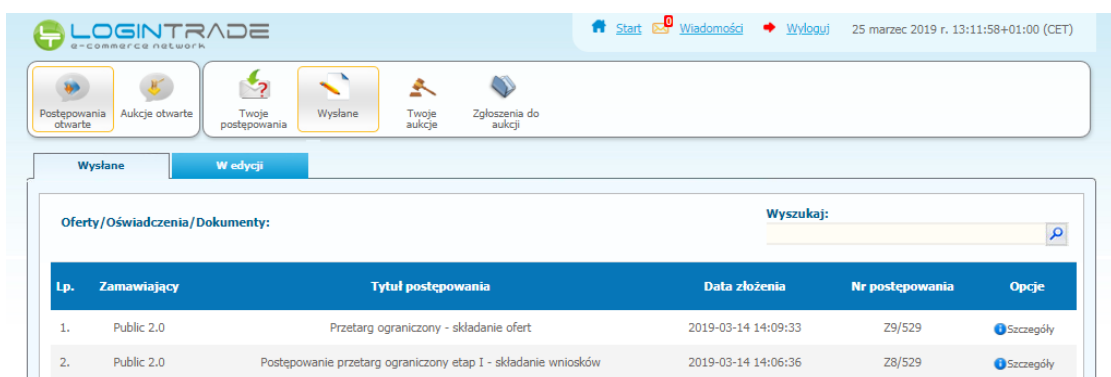 LOGINTRADE
e-commerce network
Start 0 Wiadomości Wyloguj 25 marzec 2019 r. 13:11:58+01:00 (CET)
Postępowania otwarte
Aukcje otwarte
Twoje postępowania
Wysłane
Twoje aukcje
Zgłoszenia do aukcji
Wysłane W edycji
Oferty/Oświadczenia/Dokumenty:
Wyszukaj:
Lp. Zamawiający Tytuł postępowania Data złożenia Nr postępowania Opcje
1. Public 2.0 Przetarg ograniczony - składanie ofert 2019-03-14 14:09:33 Z9/529 Szczegóły
2. Public 2.0 Postępowanie przetarg ograniczony etap I - składanie wniosków 2019-03-14 14:06:36 Z8/529 Szczegóły